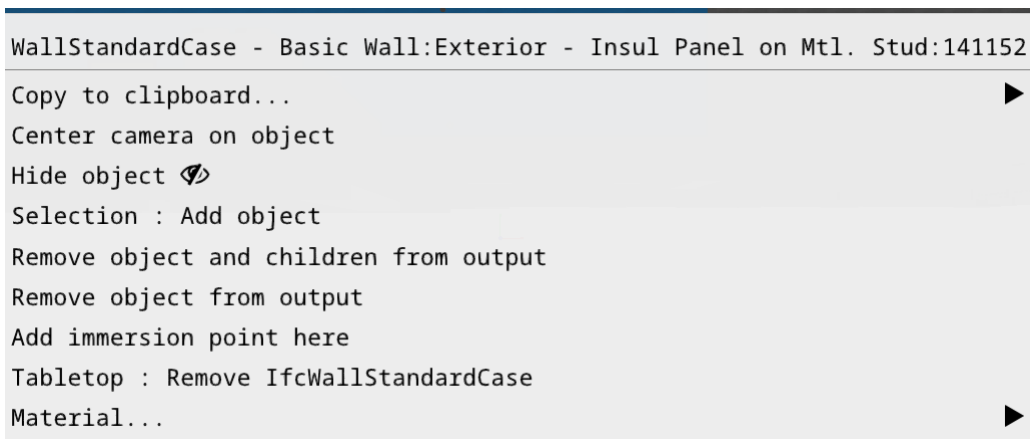 WallStandardCase - Basic Wall:Exterior - Insul Panel on Mtl. Stud:141152
Copy to clipboard...
Center camera on object
Hide object
Selection : Add object
Remove object and children from output
Remove object from output
Add immersion point here
Tabletop : Remove IfcWallStandardCase
Material...